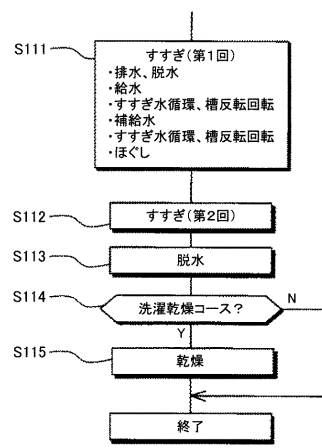 S111
すすぎ(第1回)
・排水、脱水
・給水
・すすぎ水循環、槽反転回転
・補給水
・すすぎ水循環、槽反転回転
・ほぐし
S112
すすぎ(第2回)
S113
脱水
S114
洗濯乾燥コース?
N
Y
S115
乾燥
終了